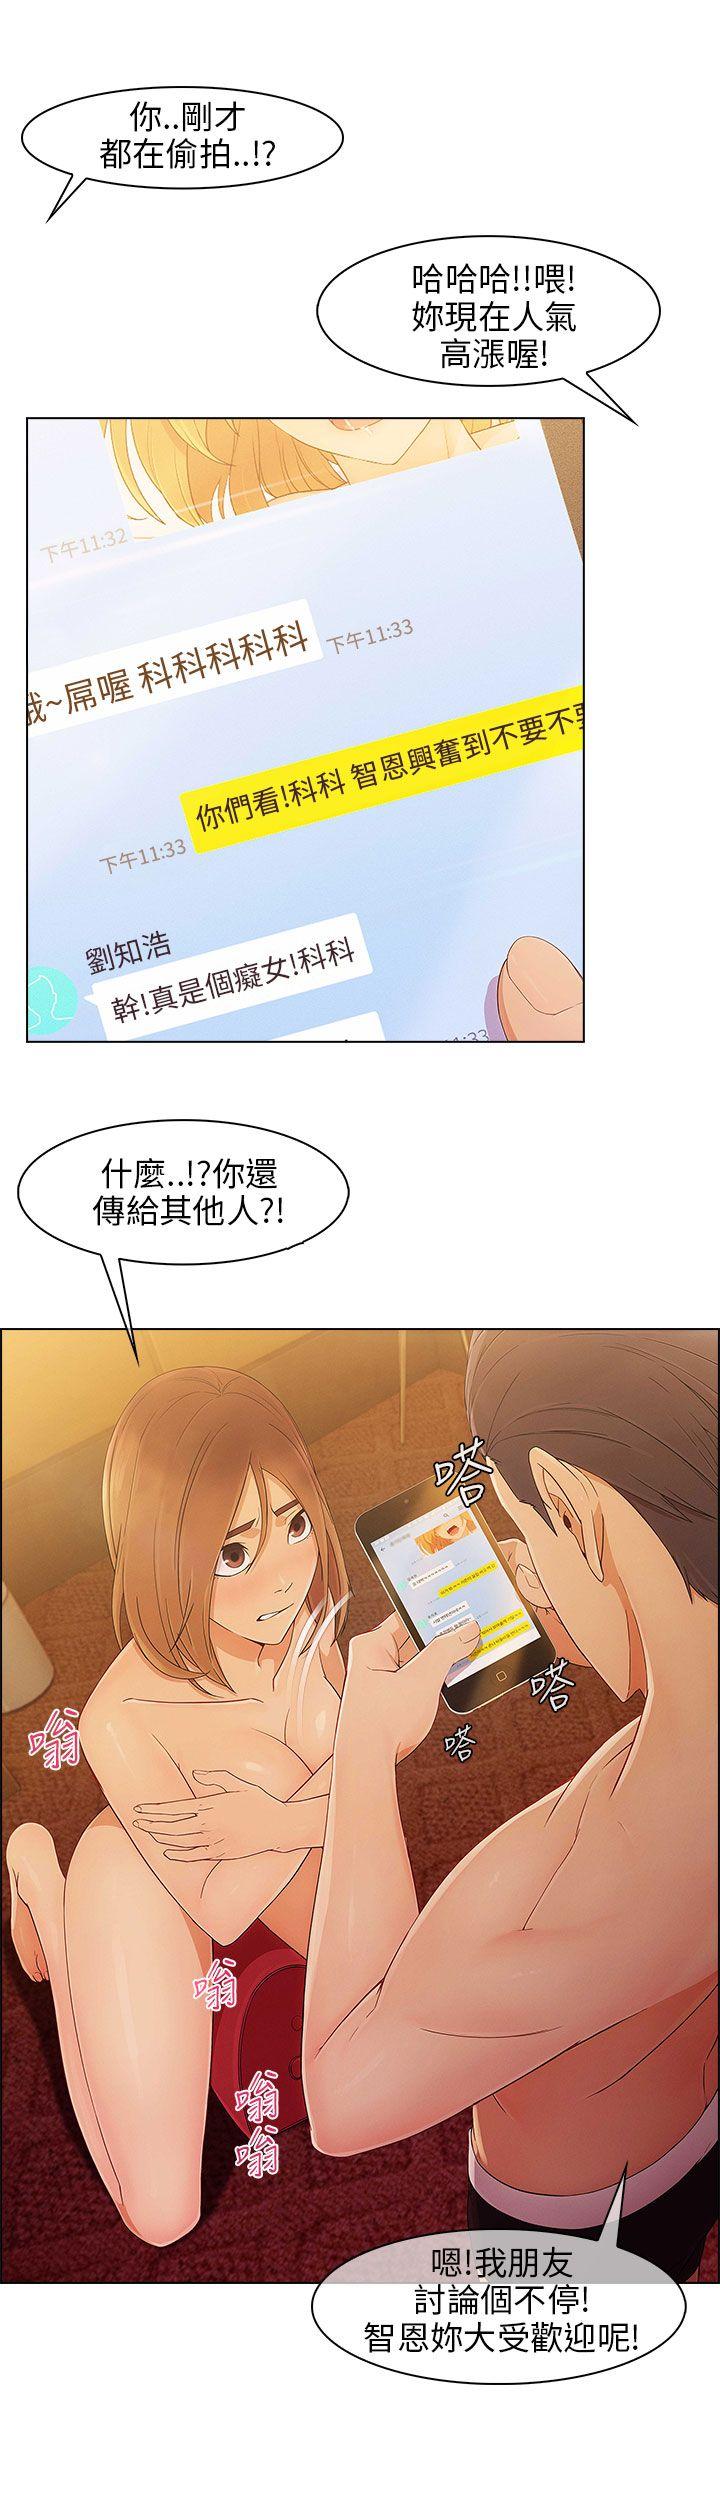 你..剛才
都在偷拍..!?
哈哈哈!!喂!
妳現在人氣
高漲喔!
下午11:32
~屌喔 科科科科科
下午11:33
你們看!科科 智恩興奮到不要不要
下午11:33
劉知浩
幹!真是個癡女!科科
11:33
什麼..!?你還
傳給其他人?!
嗒
嗒
嗒
嗡
嗡
嗡
嗡
嗯!我朋友
討論個不停!
智恩妳大受歡迎呢!